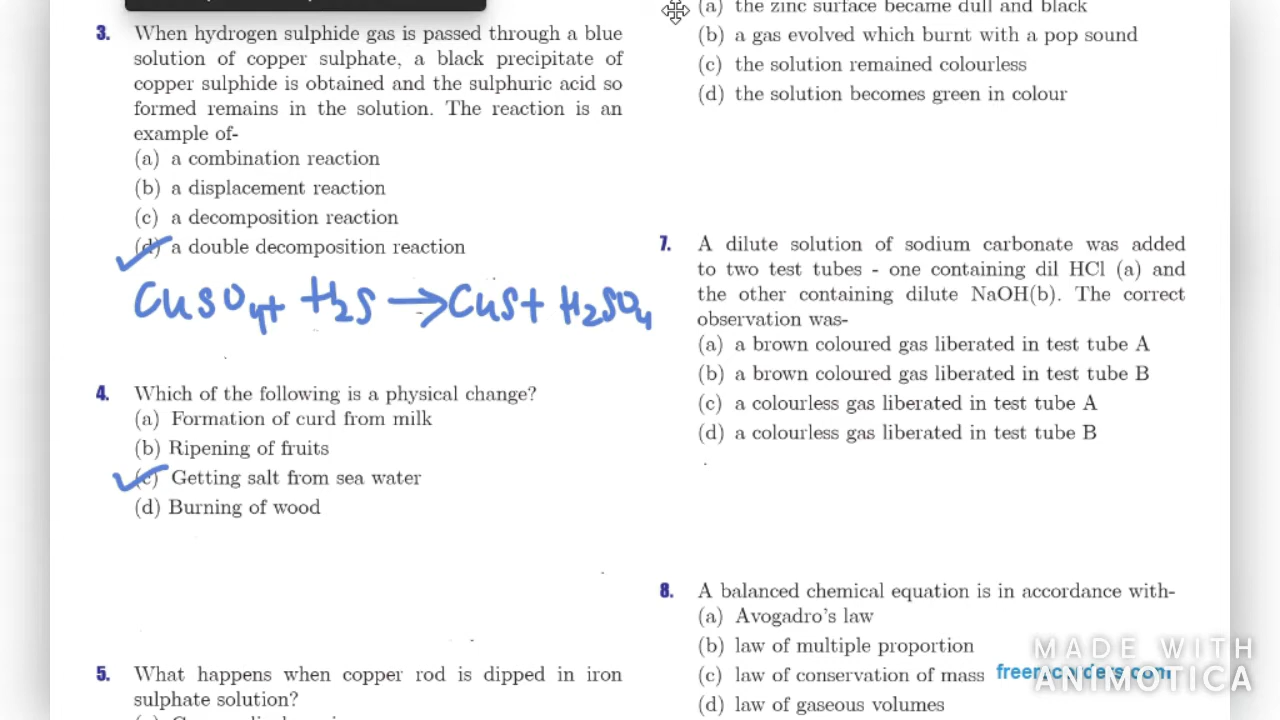 3. When hydrogen sulphide gas is passed through a blue
solution of copper sulphate, a black precipitate of
copper sulphide is obtained and the sulphuric acid so
formed remains in the solution. The reaction is an
example of-
(a) a combination reaction
(b) a displacement reaction
(c) a decomposition reaction
(d) a double decomposition reaction
CuSO4 + H2S → CuS + H2SO4
4. Which of the following is a physical change?
(a) Formation of curd from milk
(b) Ripening of fruits
(c) Getting salt from sea water
(d) Burning of wood
5. What happens when copper rod is dipped in iron
sulphate solution?
(a) the zinc surface became dull and black
(b) a gas evolved which burnt with a pop sound
(c) the solution remained colourless
(d) the solution becomes green in colour
7. A dilute solution of sodium carbonate was added
to two test tubes - one containing dil HCl (a) and
the other containing dilute NaOH(b). The correct
observation was-
(a) a brown coloured gas liberated in test tube A
(b) a brown coloured gas liberated in test tube B
(c) a colourless gas liberated in test tube A
(d) a colourless gas liberated in test tube B
8. A balanced chemical equation is in accordance with-
(a) Avogadro's law
(b) law of multiple proportion
(c) law of conservation of mass
(d) law of gaseous volumes
MADE WITH
ANIMOTICA